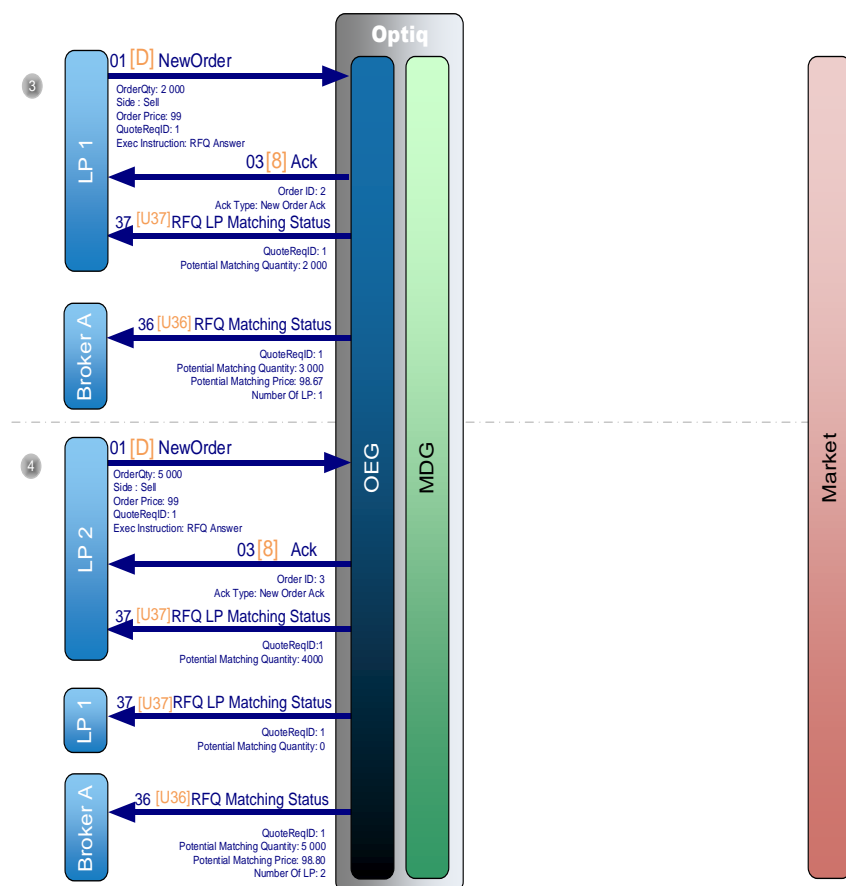 Optiq
3
LP 1
01 [D] NewOrder
OrderQty: 2 000
Side : Sell
Order Price: 99
QuoteReqID: 1
Exec Instruction: RFQ Answer
03 [8] Ack
Order ID: 2
Ack Type: New Order Ack
37 [U37] RFQ LP Matching Status
QuoteReqID: 1
Potential Matching Quantity: 2 000
Broker A
36 [U36] RFQ Matching Status
QuoteReqID: 1
Potential Matching Quantity: 3 000
Potential Matching Price: 98.67
Number Of LP: 1
OEG
MDG
Market
4
LP 2
01 [D] NewOrder
OrderQty: 5 000
Side : Sell
Order Price: 99
QuoteReqID: 1
Exec Instruction: RFQ Answer
03 [8] Ack
Order ID: 3
Ack Type: New Order Ack
37 [U37] RFQ LP Matching Status
QuoteReqID:1
Potential Matching Quantity: 4000
LP 1
37 [U37] RFQ LP Matching Status
QuoteReqID: 1
Potential Matching Quantity: 0
Broker A
36 [U36] RFQ Matching Status
QuoteReqID: 1
Potential Matching Quantity: 5 000
Potential Matching Price: 98.80
Number Of LP: 2